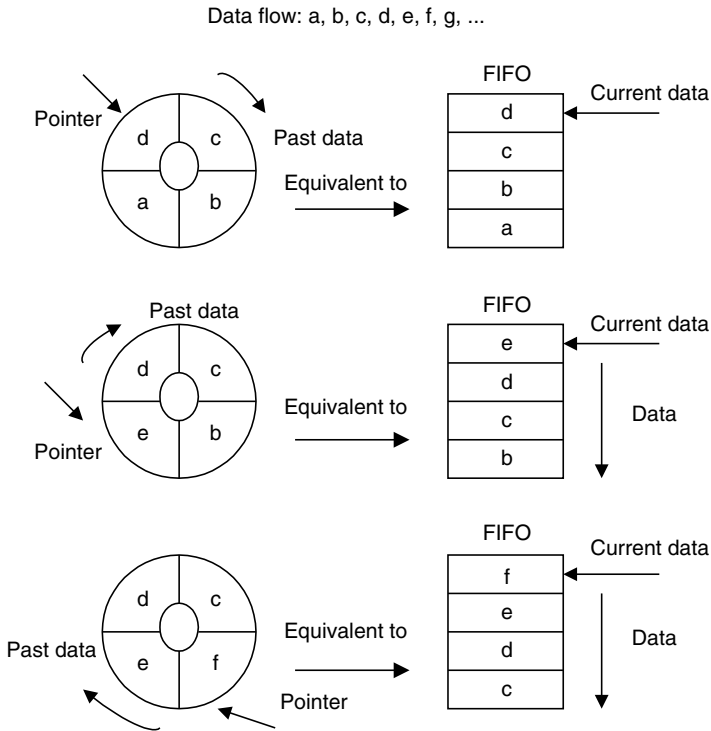 Data flow: a, b, c, d, e, f, g, ...
FIFO
Pointer
Past data
Current data
d
c
a
b
Equivalent to
d
c
b
a
Past data
FIFO
Current data
Pointer
d
c
e
b
Equivalent to
e
d
c
b
Data
FIFO
Current data
Past data
d
c
e
f
Pointer
Equivalent to
f
e
d
c
Data